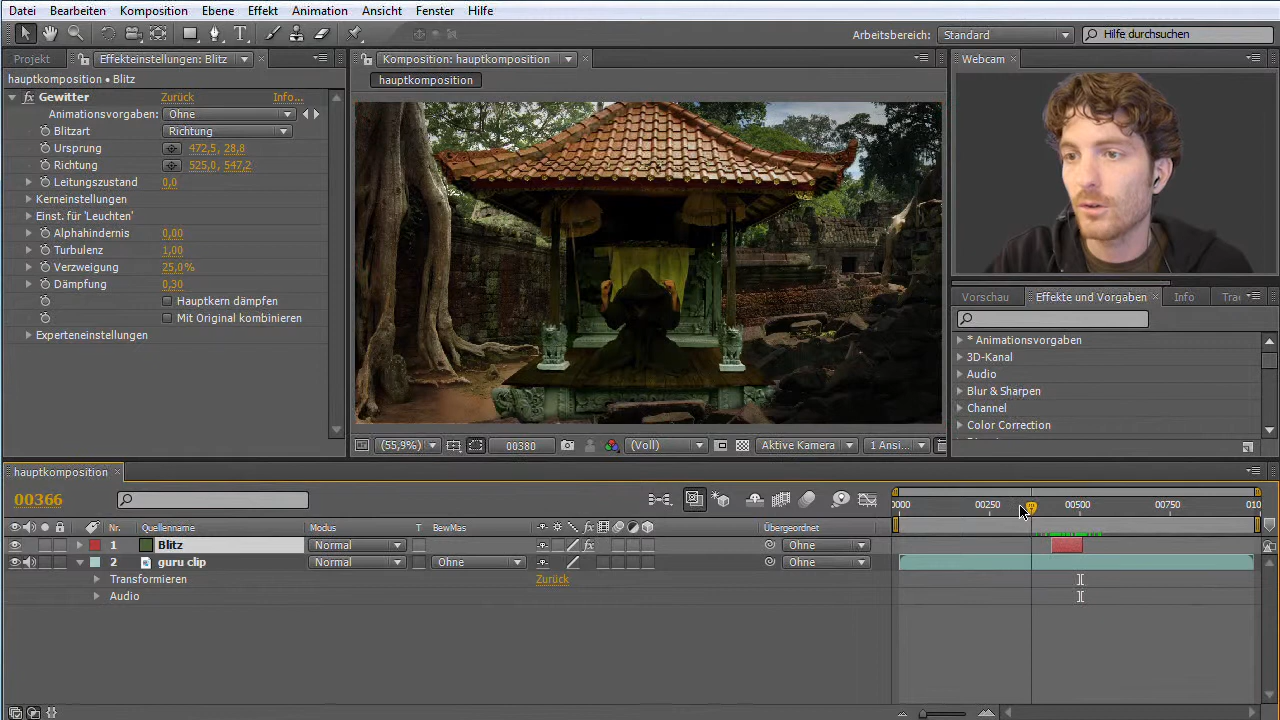 Datei Bearbeiten Komposition Ebene Effekt Animation Ansicht Fenster Hilfe
Arbeitsbereich: Standard Hilfe durchsuchen
Projekt Effekteinstellungen: Blitz Komposition: hauptkomposition Webcam
hauptkomposition • Blitz hauptkomposition
fx Gewitter Zurück Info...
Animationsvorgaben: Ohne
Blitzart Richtung
Ursprung 472,5, 28,8
Richtung 525,0, 547,2
Leitungszustand 0,0
Kerneinstellungen
Einst. für 'Leuchten'
Alphahindernis 0,00
Turbulenz 1,00
Verzweigung 25,0%
Dämpfung 0,30
Hauptkern dämpfen
Mit Original kombinieren
Experteneinstellungen
Vorschau Effekte und Vorgaben Info
* Animationsvorgaben
3D-Kanal
Audio
Blur & Sharpen
Channel
Color Correction
(55,9%) 00380 (Voll) Aktive Kamera 1 Ansi...
hauptkomposition
00366 0000 00250 00500 00750 010
Nr. Quellenname Modus T BewMas Übergeordnet
1 Blitz Normal fx Ohne
2 guru clip Normal Ohne Ohne
Transformieren Zurück
Audio